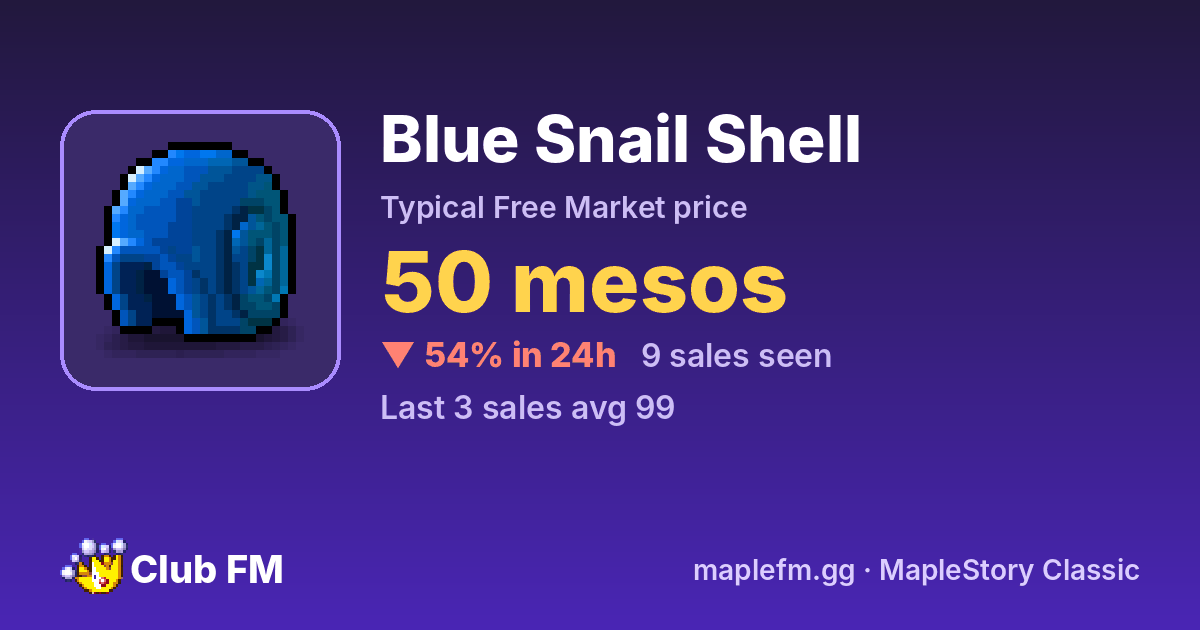 Blue Snail Shell
Typical Free Market price
50 mesos
▼ 54% in 24h 9 sales seen
Last 3 sales avg 99
Club FM
maplefm.gg · MapleStory Classic